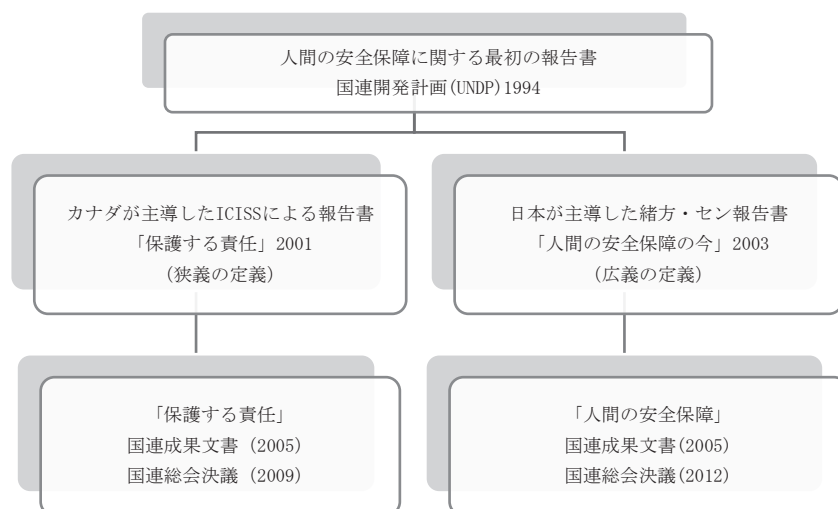 人間の安全保障に関する最初の報告書
国連開発計画(UNDP)1994
カナダが主導したICISSによる報告書
「保護する責任」2001
(狭義の定義)
日本が主導した緒方・セン報告書
「人間の安全保障の今」2003
(広義の定義)
「保護する責任」
国連成果文書 (2005)
国連総会決議 (2009)
「人間の安全保障」
国連成果文書(2005)
国連総会決議(2012)